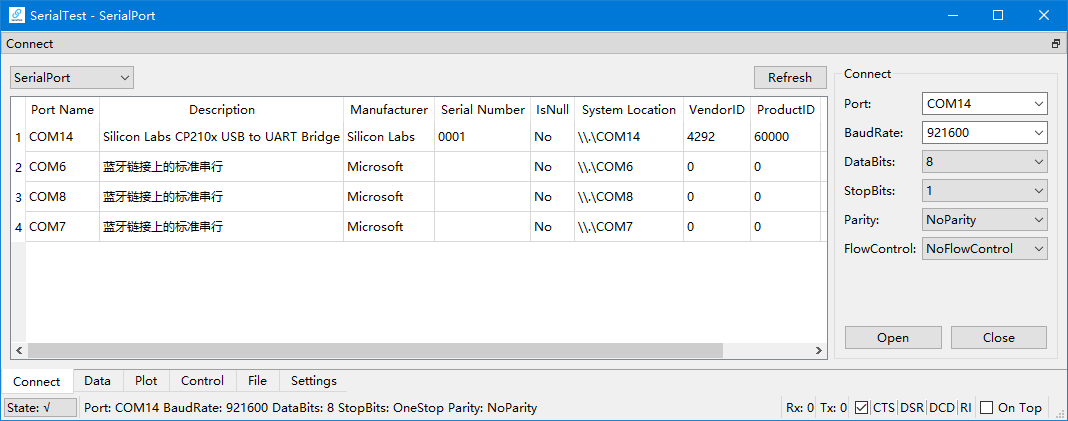 SerialTest - SerialPort
Connect
SerialPort
Refresh
Port Name Description Manufacturer Serial Number IsNull System Location VendorID ProductID
1 COM14 Silicon Labs CP210x USB to UART Bridge Silicon Labs 0001 No \\.\COM14 4292 60000
2 COM6 蓝牙链接上的标准串行 Microsoft No \\.\COM6 0 0
3 COM8 蓝牙链接上的标准串行 Microsoft No \\.\COM8 0 0
4 COM7 蓝牙链接上的标准串行 Microsoft No \\.\COM7 0 0
Connect
Port: COM14
BaudRate: 921600
DataBits: 8
StopBits: 1
Parity: NoParity
FlowControl: NoFlowControl
Open Close
Connect Data Plot Control File Settings
State: √ Port: COM14 BaudRate: 921600 DataBits: 8 StopBits: OneStop Parity: NoParity Rx: 0 Tx: 0 CTS DSR DCD RI On Top